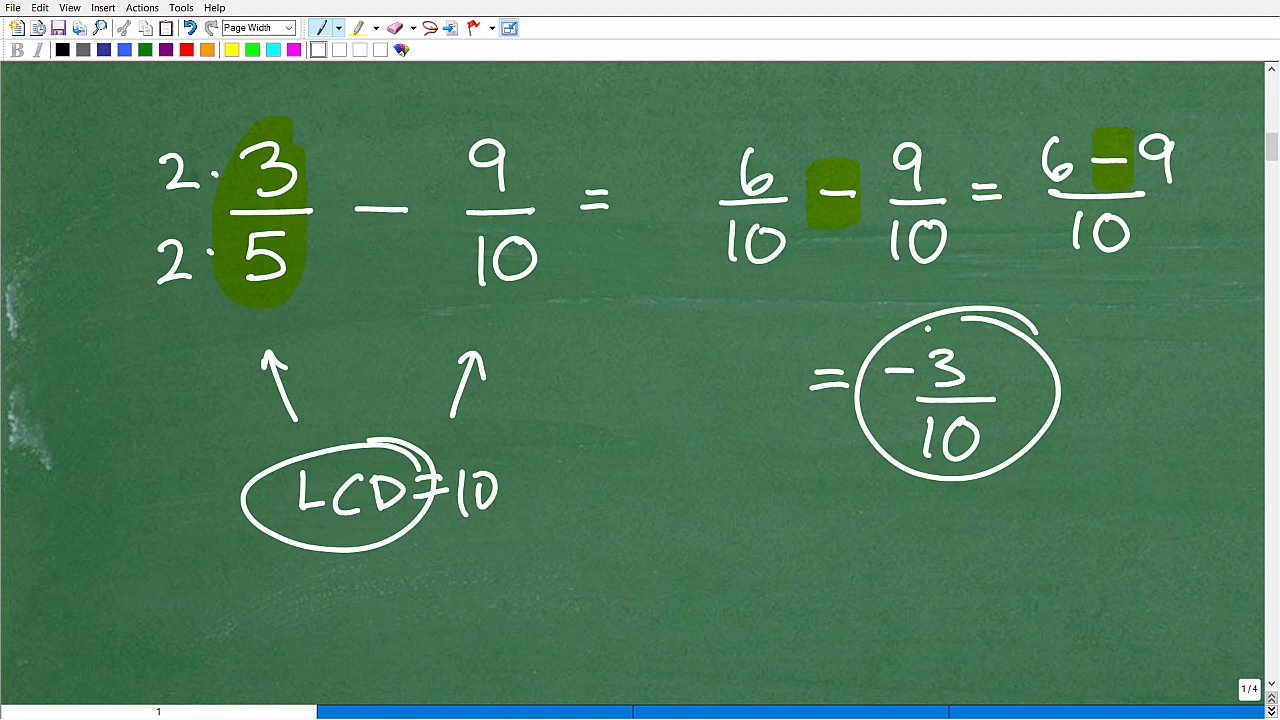 File Edit View Insert Actions Tools Help
Page Width
B I
2 · 3/5 − 9/10 = 6/10 − 9/10 = 6 − 9/10
2 ·
= −3/10
LCD = 10
1/4
1